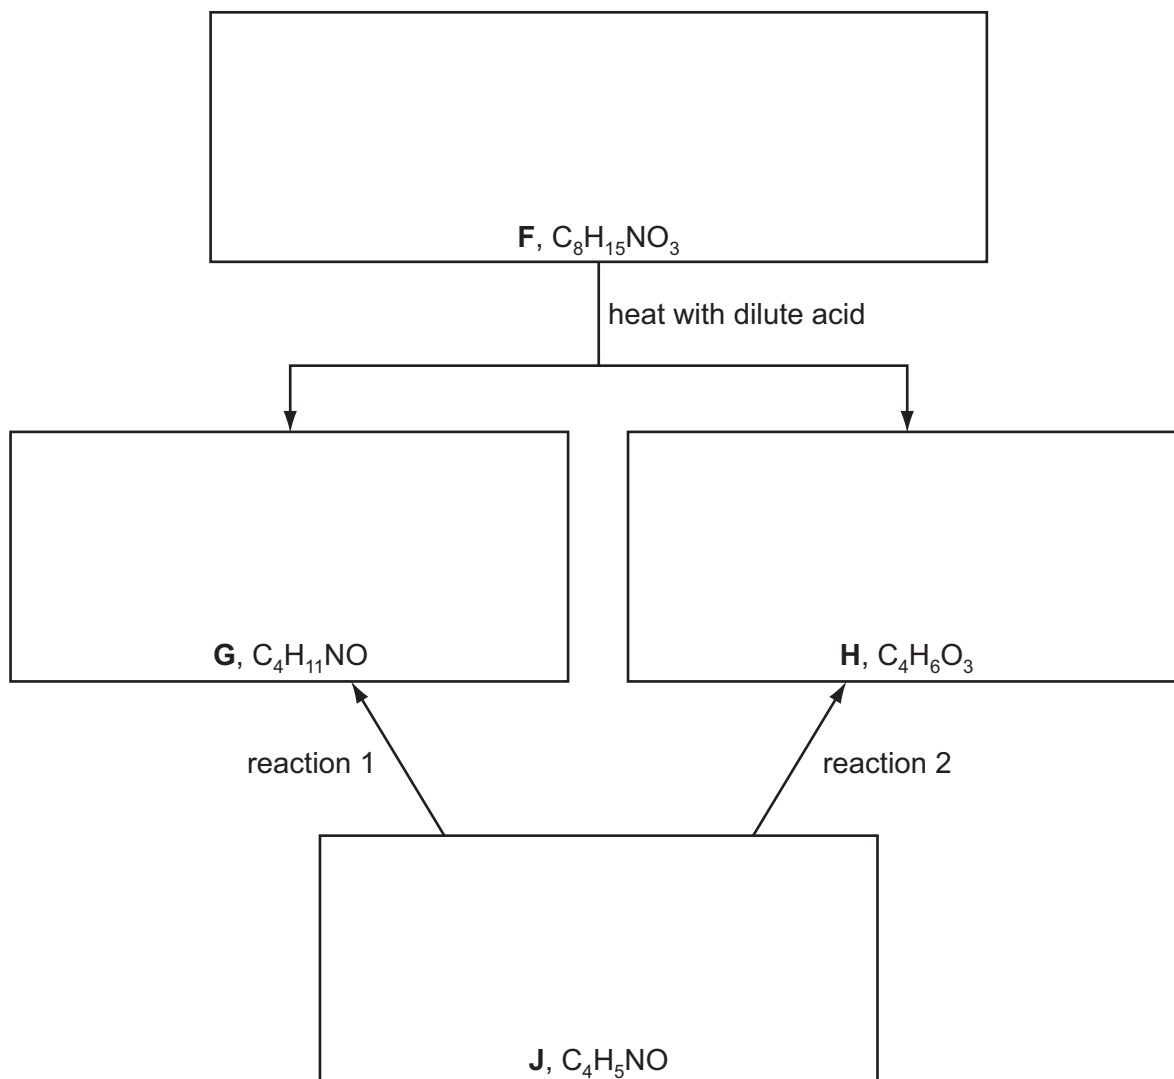 F, C₈H₁₅NO₃
heat with dilute acid
G, C₄H₁₁NO
H, C₄H₆O₃
reaction 1
reaction 2
J, C₄H₅NO